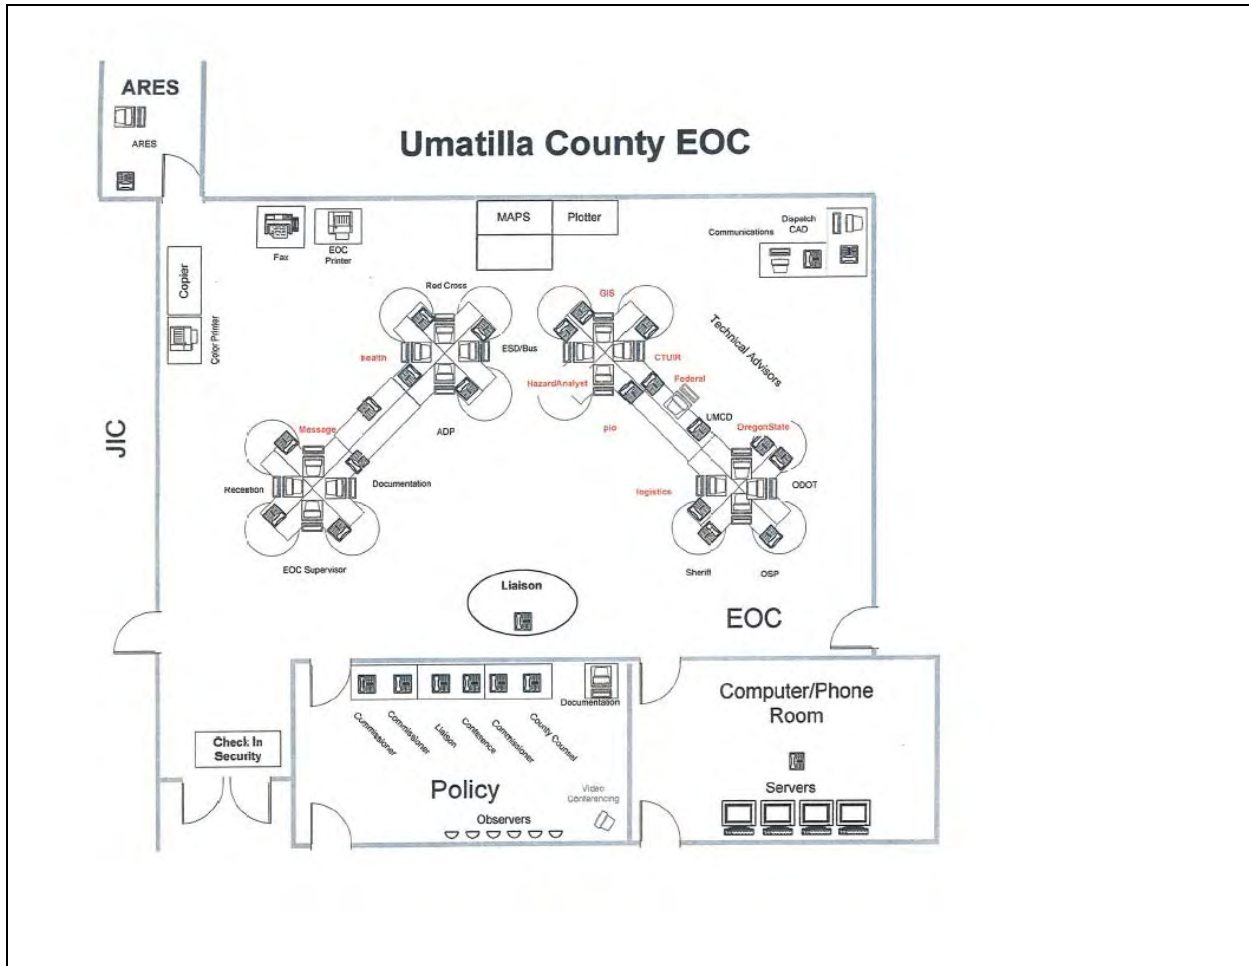 ARES
ARES
Umatilla County EOC
MAPS
Plotter
Dispatch
CAD
Communications
Fax
EOC
Printer
Copier
Color Printer
Red Cross
GIS
Technical Advisors
health
ESD/Bus
CTUIR
HazardAnalyst
Federal
UMCD
Message
ADP
pio
OregonState
JIC
Reception
Documentation
logistics
ODOT
EOC Supervisor
Sheriff
OSP
Liaison
EOC
Documentation
Commissioner
Commissioner
Liaison
Conference
Commissioner
County Counsel
Computer/Phone
Room
Check In
Security
Policy
Video
Conferencing
Servers
Observers